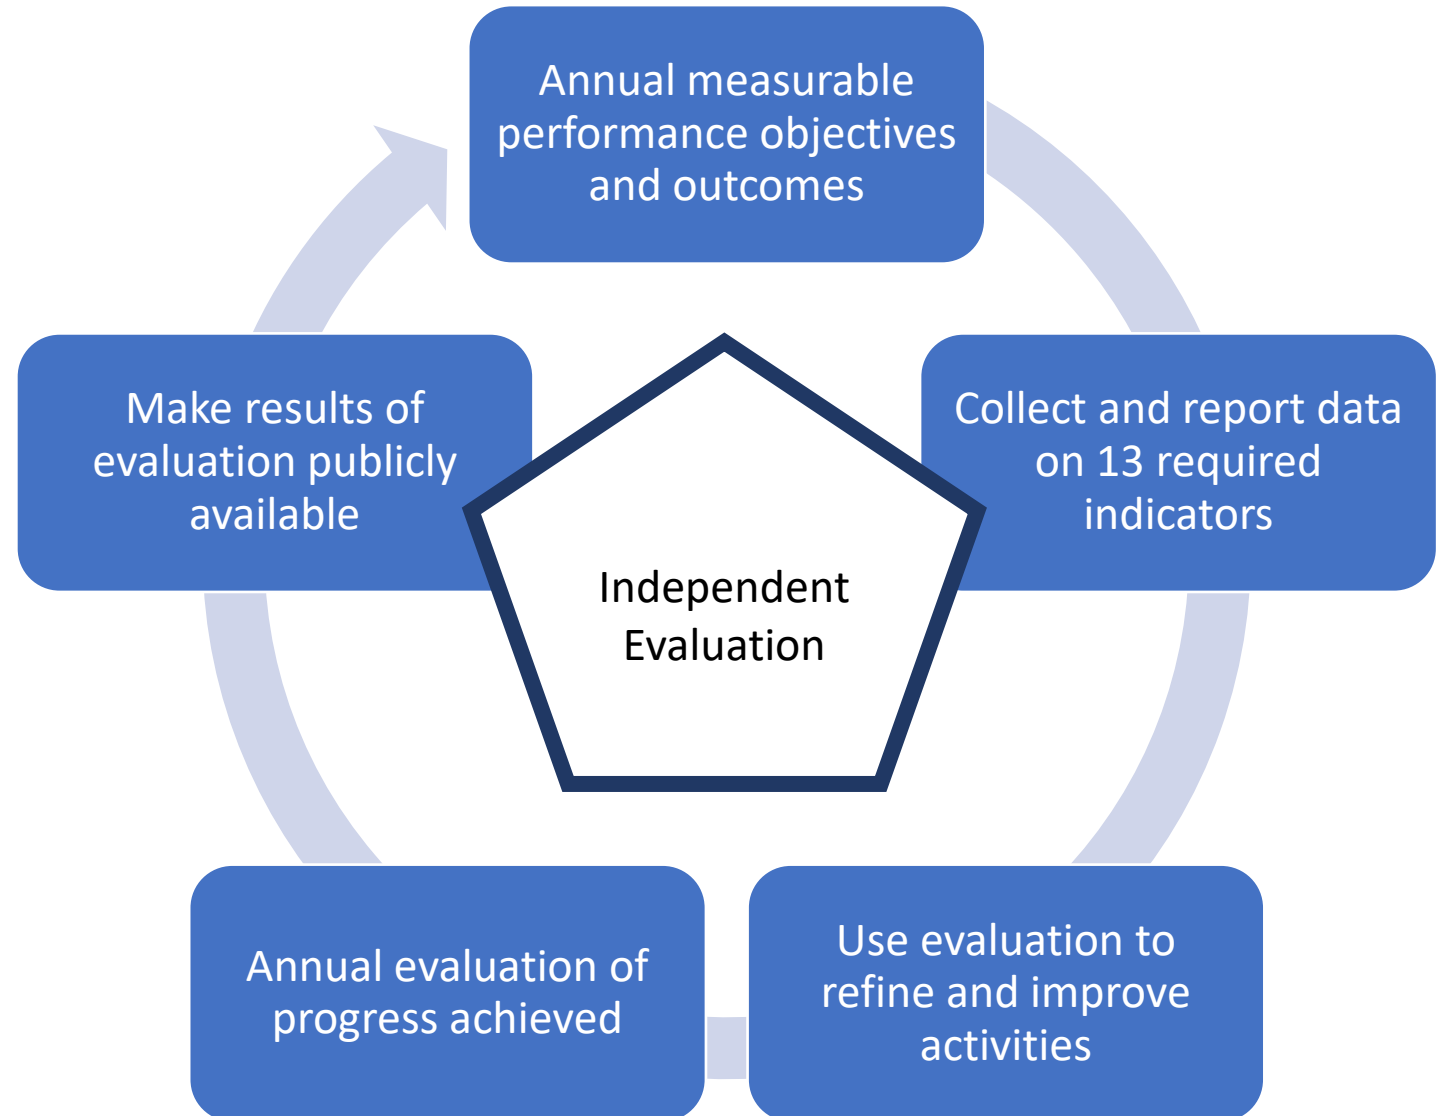 Annual measurable
performance objectives
and outcomes
Collect and report data
on 13 required
indicators
Use evaluation to
refine and improve
activities
Annual evaluation of
progress achieved
Make results of
evaluation publicly
available
Independent
Evaluation